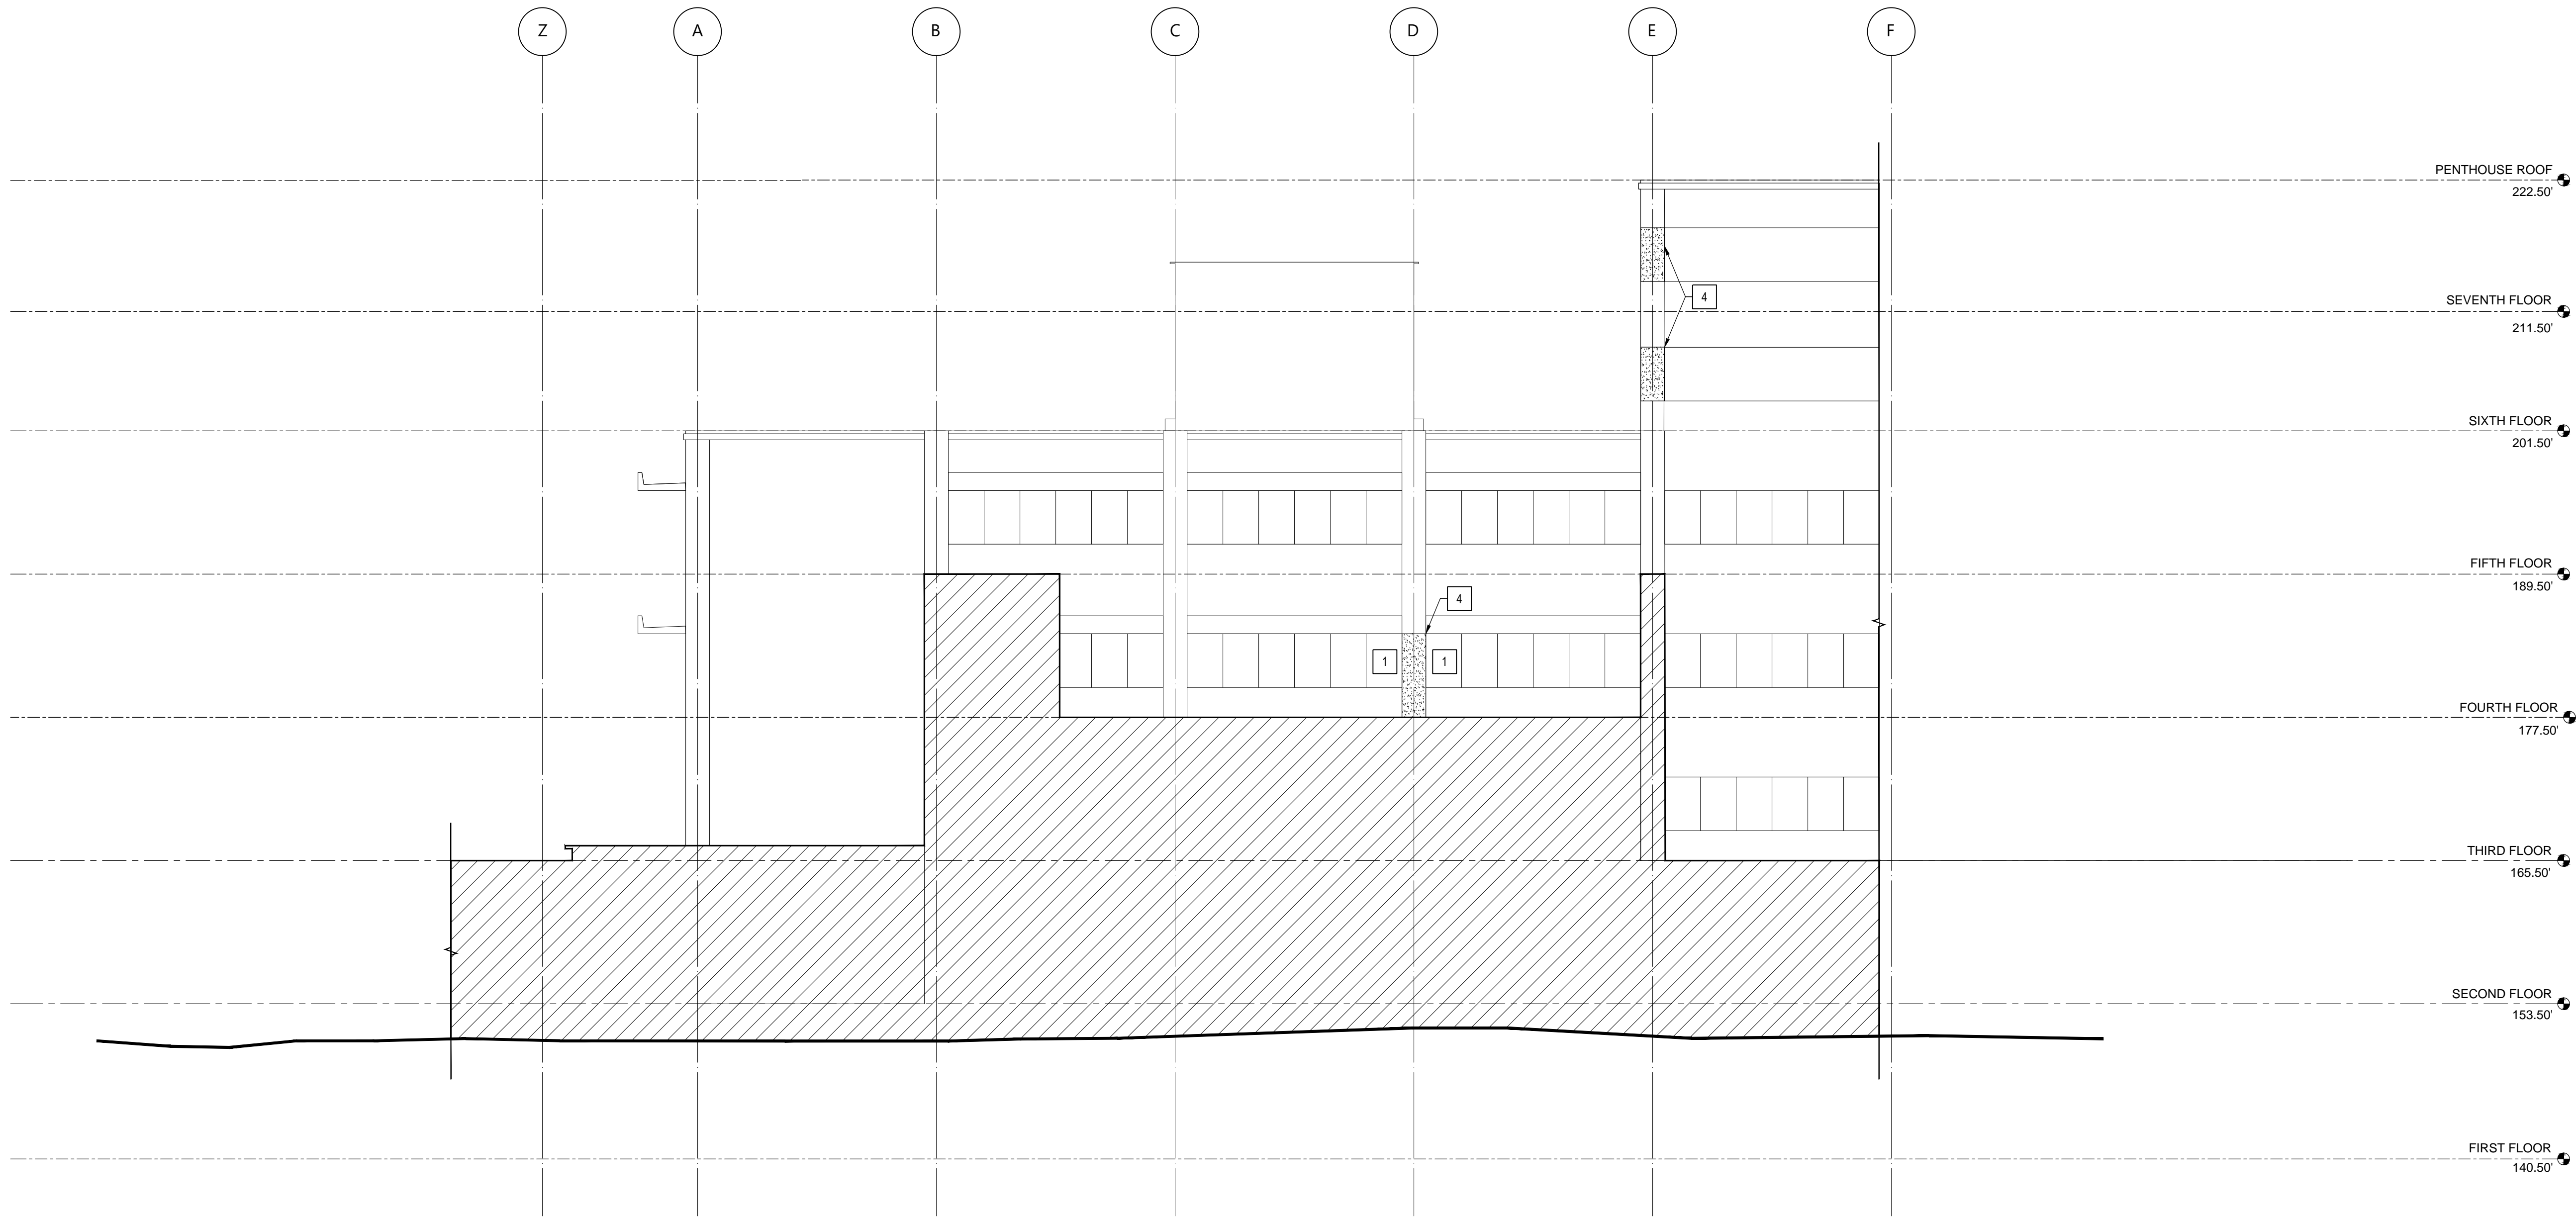 Z
A
B
C
D
E
F
PENTHOUSE ROOF
222.50'
4
SEVENTH FLOOR
211.50'
SIXTH FLOOR
201.50'
FIFTH FLOOR
189.50'
4
1
1
FOURTH FLOOR
177.50'
THIRD FLOOR
165.50'
SECOND FLOOR
153.50'
FIRST FLOOR
140.50'